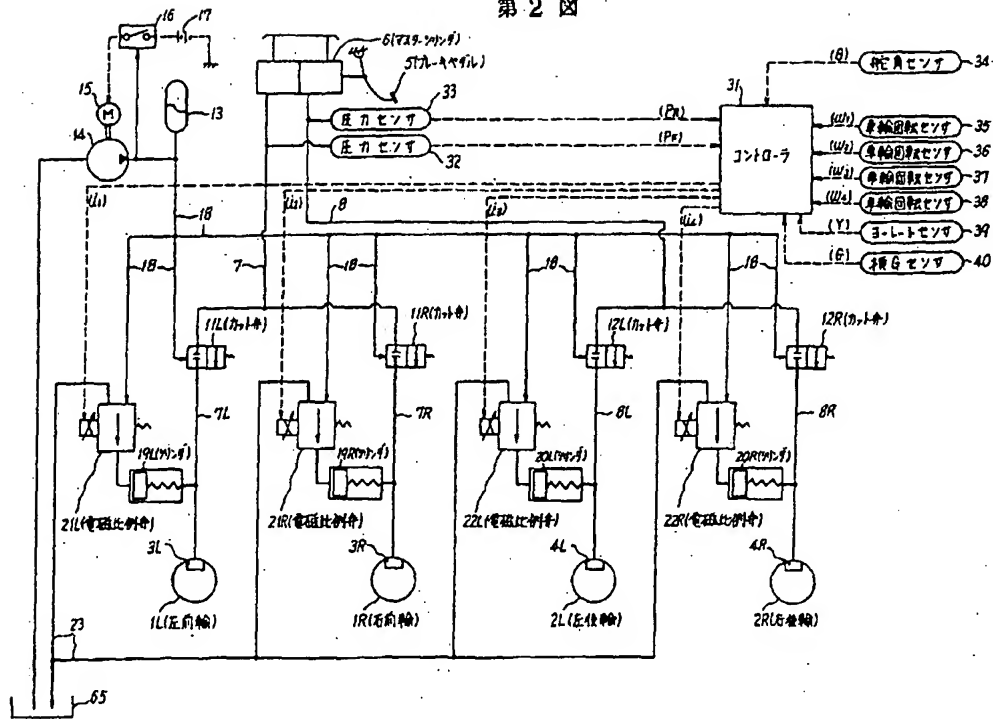 第2図
16
17
6(マスターシリンダ)
5(ブレーキペダル)
15
M
14
13
圧力センサ
33
圧力センサ
32
(PR)
(PF)
31
コントローラ
(θ)
舵角センサ
34
(ω1)
車輪回転センサ
35
(ω2)
車輪回転センサ
36
(ω3)
車輪回転センサ
37
(ω4)
車輪回転センサ
38
(Y)
ヨーレートセンサ
39
(G)
横Gセンサ
40
(i1)
(i2)
(i3)
(i4)
8
18
18
18
7
18
18
18
18
11L(カット弁)
11R(カット弁)
12L(カット弁)
12R(カット弁)
7L
7R
8L
8R
19L(シリンダ)
19R(シリンダ)
20L(シリンダ)
20R(シリンダ)
21L(電磁比例弁)
21R(電磁比例弁)
22L(電磁比例弁)
22R(電磁比例弁)
3L
3R
4L
4R
1L(左前輪)
1R(右前輪)
2L(左後輪)
2R(右後輪)
23
65